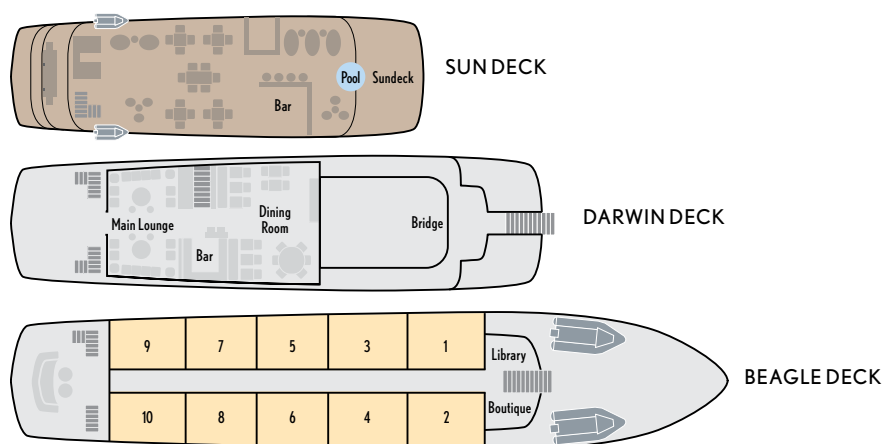 SUN DECK
Pool
Sundeck
Bar
DARWIN DECK
Main Lounge
Dining
Room
Bar
Bridge
BEAGLE DECK
9
7
5
3
1
Library
10
8
6
4
2
Boutique